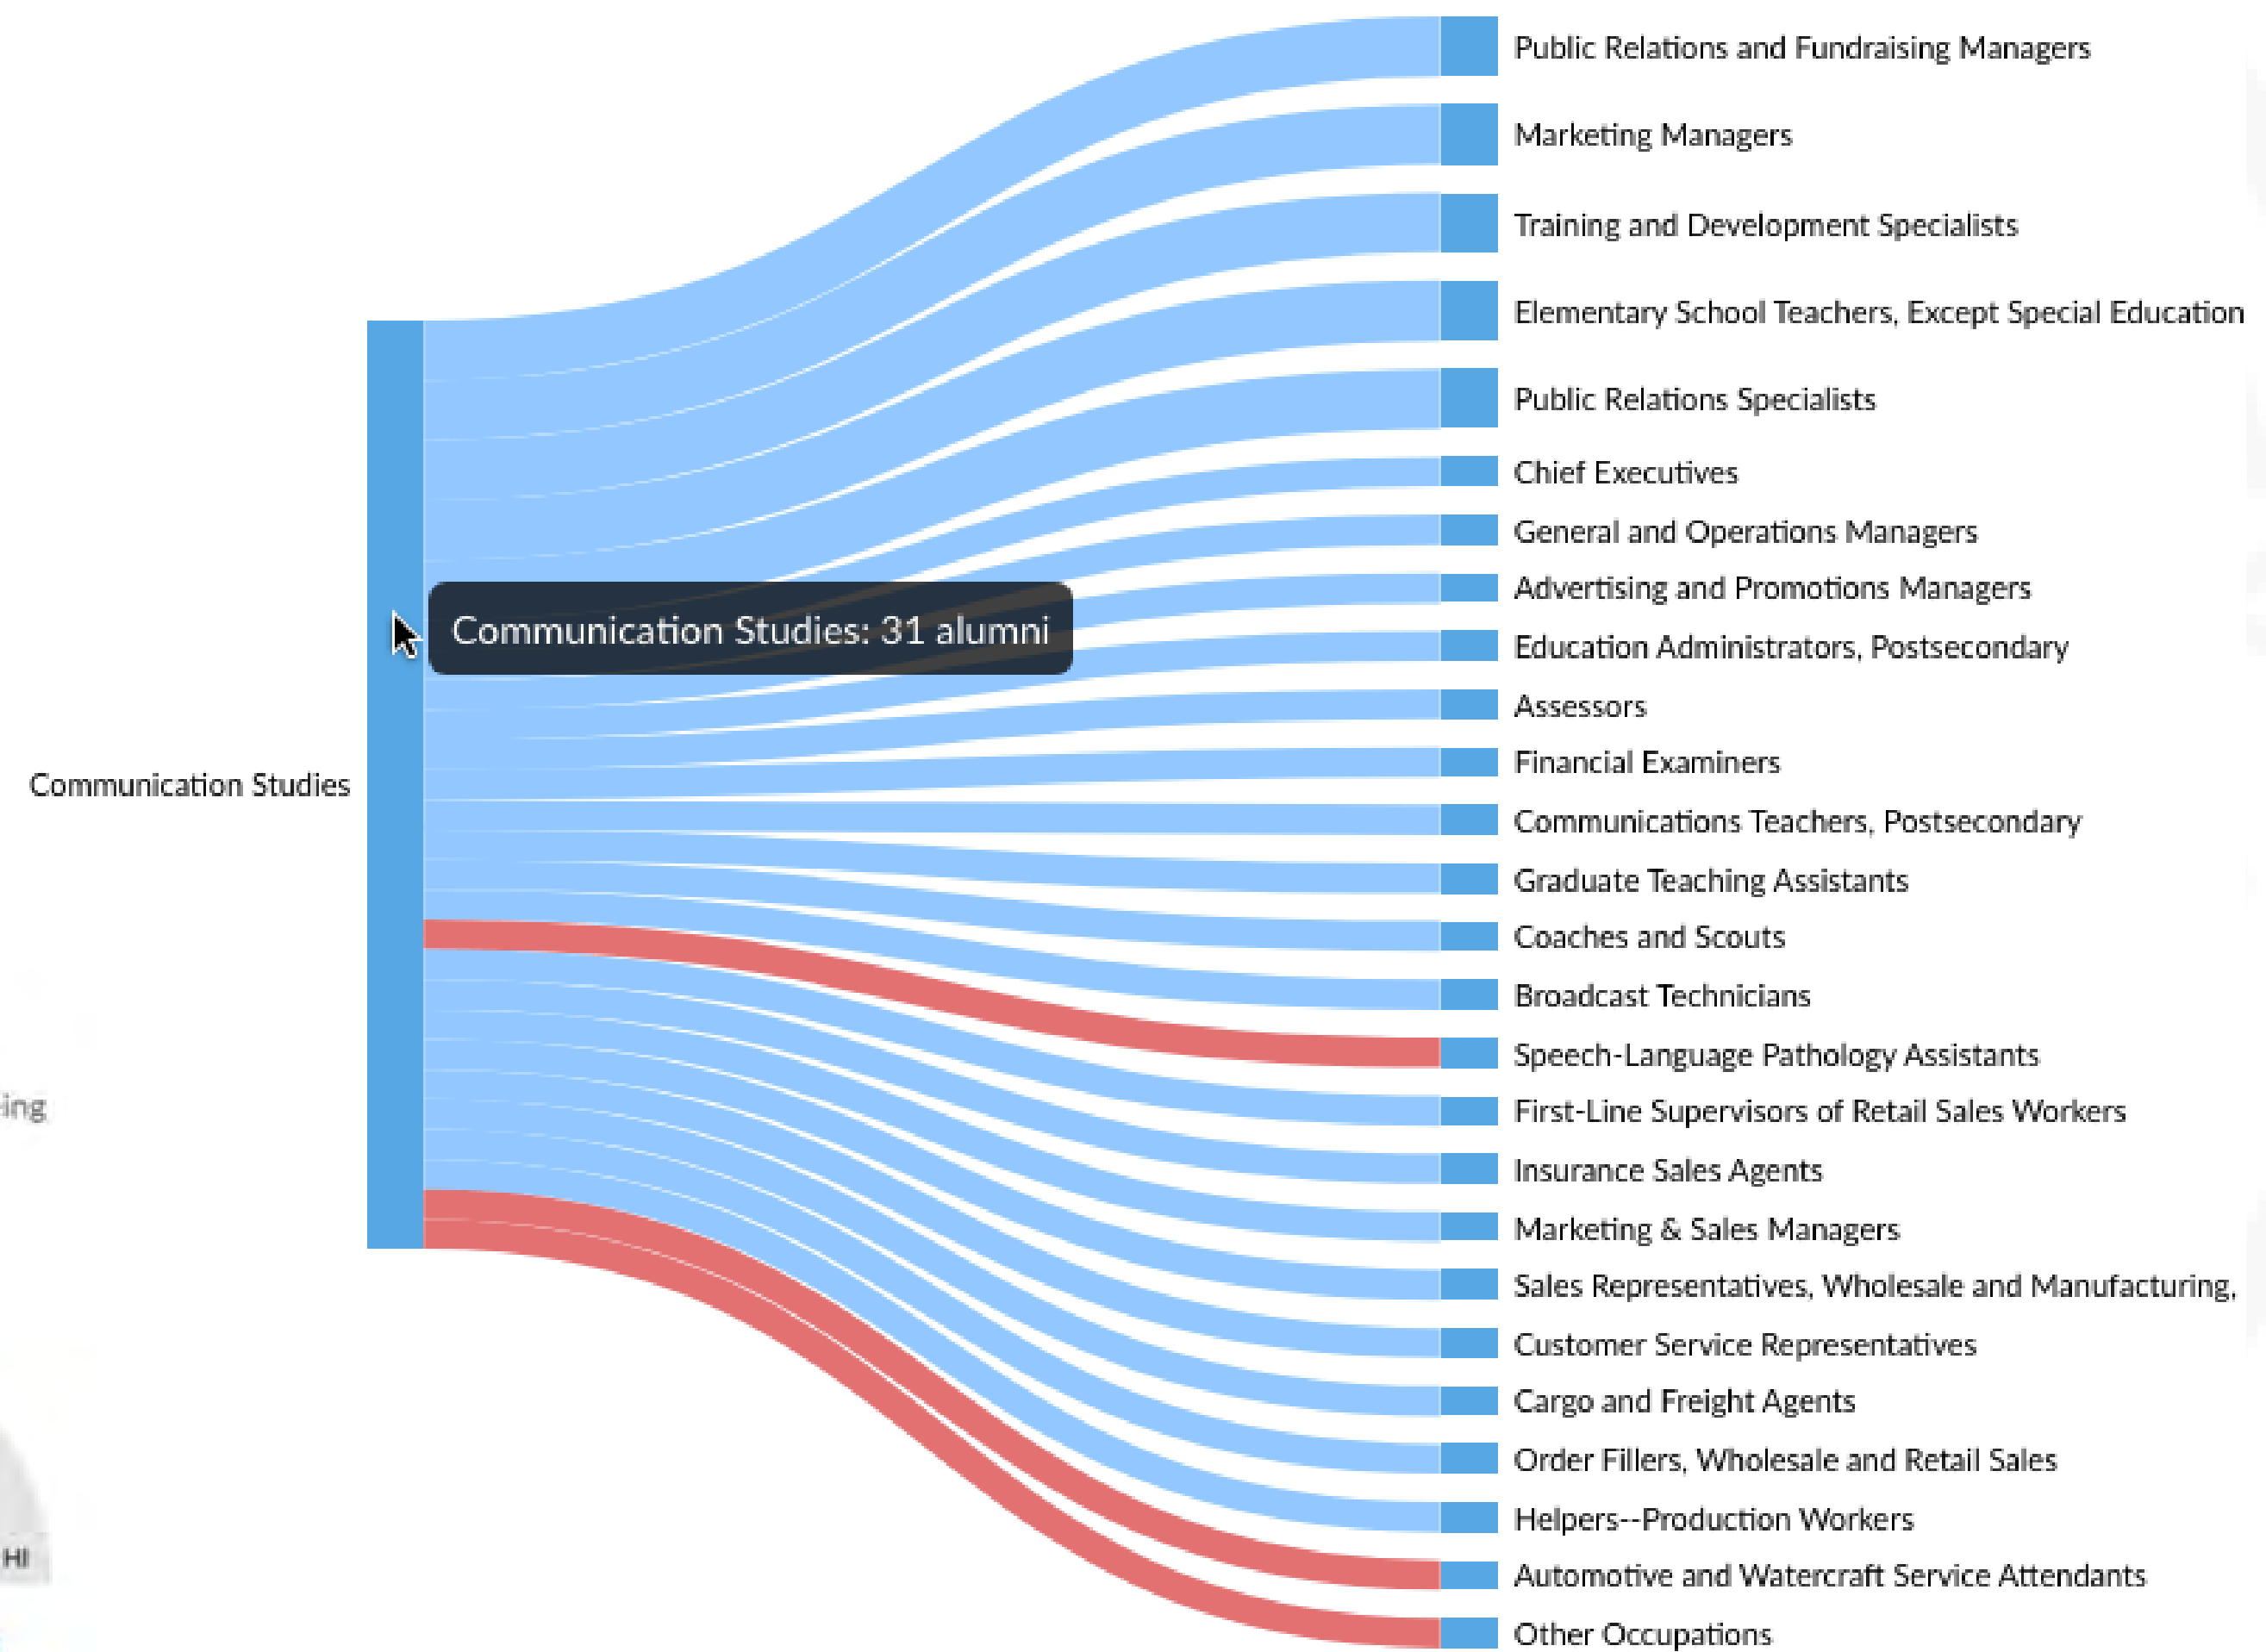 Public Relations and Fundraising Managers
Marketing Managers
Training and Development Specialists
Elementary School Teachers, Except Special Education
Public Relations Specialists
Chief Executives
General and Operations Managers
Advertising and Promotions Managers
Communication Studies: 31 alumni
Education Administrators, Postsecondary
Assessors
Financial Examiners
Communication Studies
Communications Teachers, Postsecondary
Graduate Teaching Assistants
Coaches and Scouts
Broadcast Technicians
Speech-Language Pathology Assistants
ing
First-Line Supervisors of Retail Sales Workers
Insurance Sales Agents
Marketing & Sales Managers
Sales Representatives, Wholesale and Manufacturing,
Customer Service Representatives
Cargo and Freight Agents
Order Fillers, Wholesale and Retail Sales
Helpers--Production Workers
HI
Automotive and Watercraft Service Attendants
Other Occupations